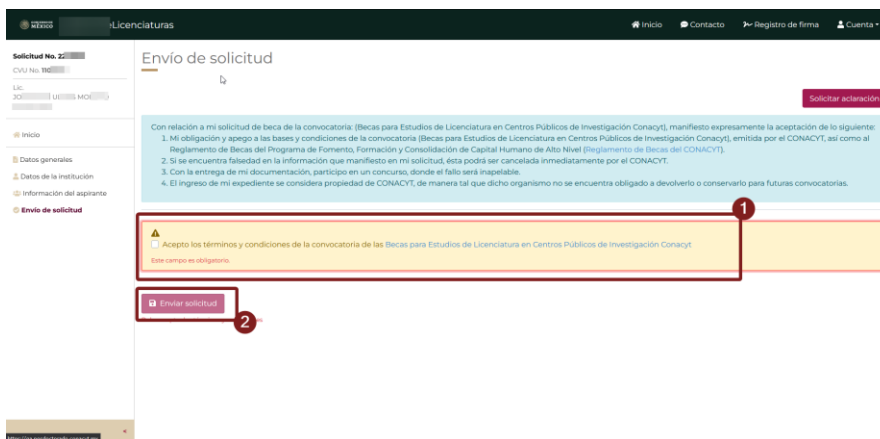 MÉXICO
Licenciaturas
Inicio
Contacto
Registro de firma
Cuenta
Solicitud No. 22
CVU No. 110
Lic.
JO U MO
Inicio
Datos generales
Datos de la institución
Información del aspirante
Envío de solicitud
Envío de solicitud
Solicitar aclaración
Con relación a mi solicitud de beca de la convocatoria: (Becas para Estudios de Licenciatura en Centros Públicos de Investigación Conacyt), manifiesto expresamente la aceptación de lo siguiente:
1. Mi obligación y apego a las bases y condiciones de la convocatoria (Becas para Estudios de Licenciatura en Centros Públicos de Investigación Conacyt), emitida por el CONACYT, así como al
Reglamento de Becas del Programa de Fomento, Formación y Consolidación de Capital Humano de Alto Nivel (Reglamento de Becas del CONACYT).
2. Si se encuentra falsedad en la información que manifiesto en mi solicitud, ésta podrá ser cancelada inmediatamente por el CONACYT.
3. Con la entrega de mi documentación, participo en un concurso, donde el fallo será inapelable.
4. El ingreso de mi expediente se considera propiedad de CONACYT, de manera tal que dicho organismo no se encuentra obligado a devolverlo o conservarlo para futuras convocatorias.
1
Acepto los términos y condiciones de la convocatoria de las Becas para Estudios de Licenciatura en Centros Públicos de Investigación Conacyt
Este campo es obligatorio.
Enviar solicitud
2